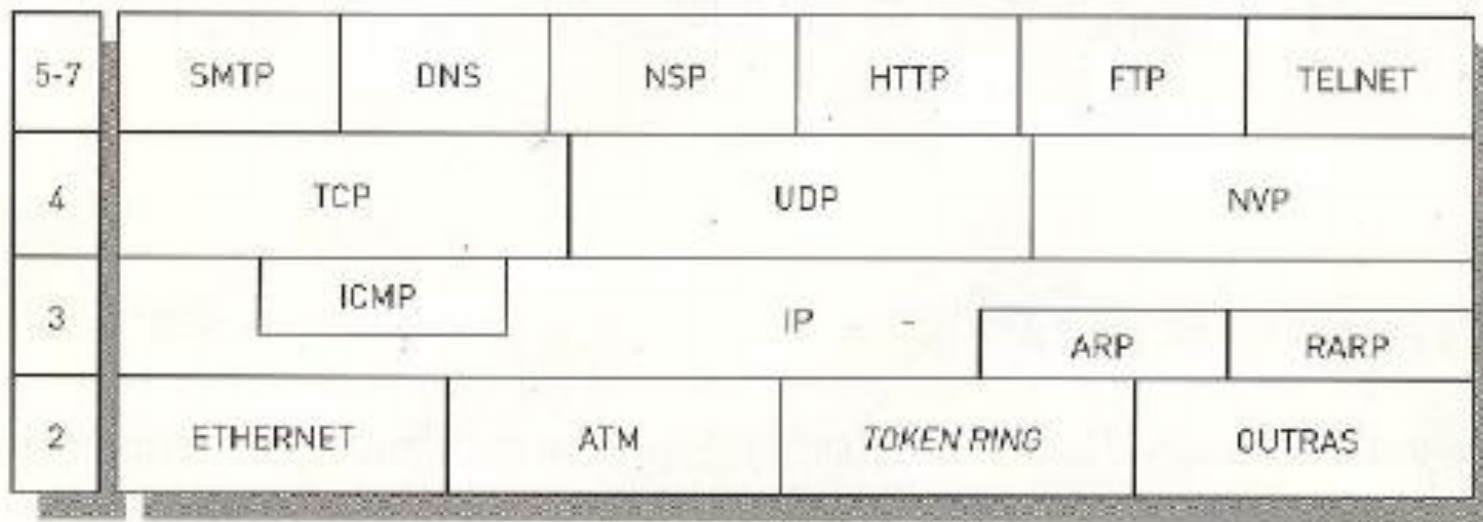 5-7 SMTP DNS NSP HTTP FTP TELNET
4 TCP UDP NVP
3 ICMP IP ARP RARP
2 ETHERNET ATM TOKEN RING OUTRAS